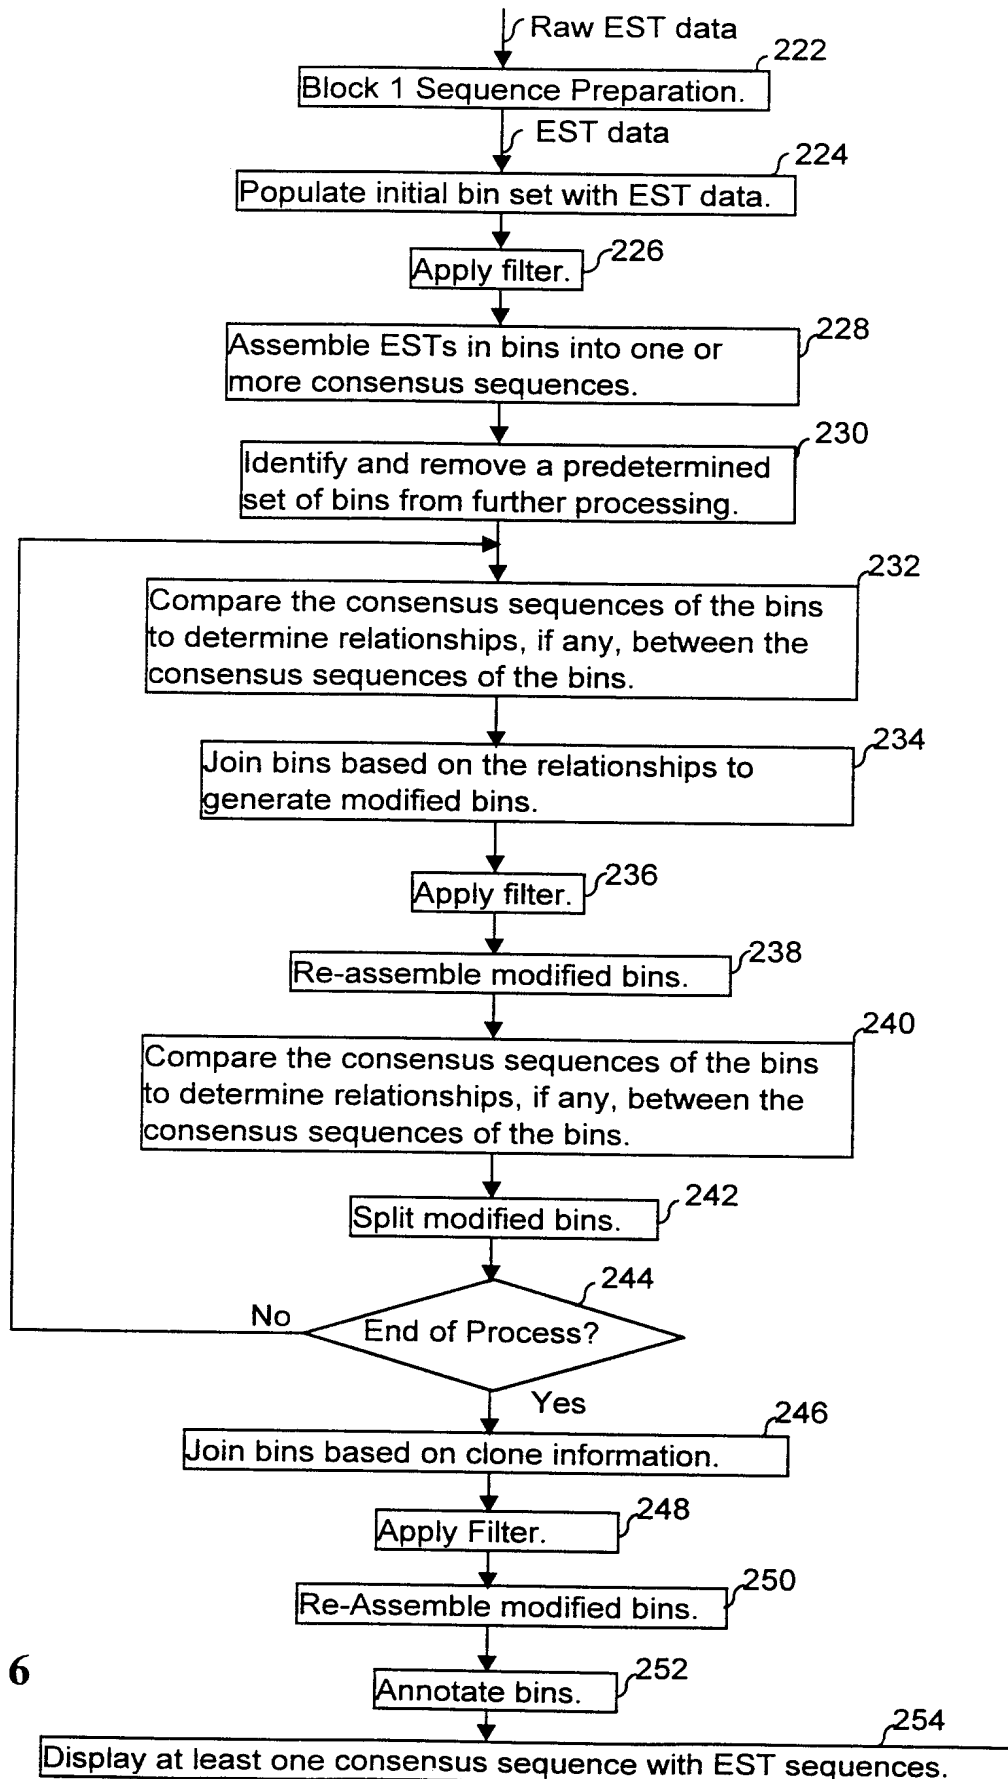 Raw EST data
222
Block 1 Sequence Preparation.
EST data
224
Populate initial bin set with EST data.
226
Apply filter.
228
Assemble ESTs in bins into one or
more consensus sequences.
230
Identify and remove a predetermined
set of bins from further processing.
232
Compare the consensus sequences of the bins
to determine relationships, if any, between the
consensus sequences of the bins.
234
Join bins based on the relationships to
generate modified bins.
236
Apply filter.
238
Re-assemble modified bins.
240
Compare the consensus sequences of the bins
to determine relationships, if any, between the
consensus sequences of the bins.
242
Split modified bins.
244
No
End of Process?
Yes
246
Join bins based on clone information.
248
Apply Filter.
250
Re-Assemble modified bins.
6
252
Annotate bins.
254
Display at least one consensus sequence with EST sequences.